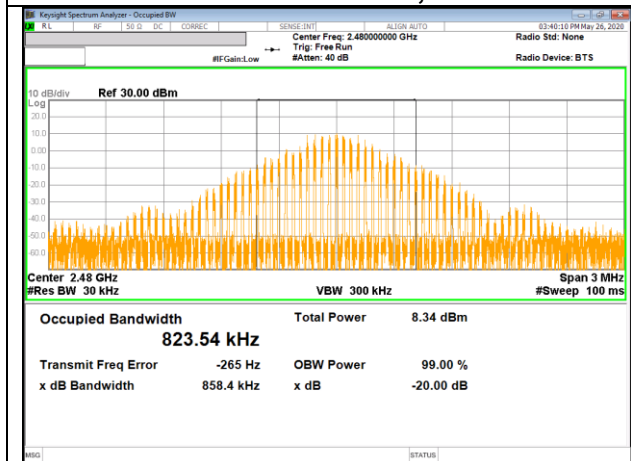 Keysight Spectrum Analyzer - Occupied BW
RL RF 50 Ω DC CORREC SENSE:INT ALIGN AUTO 03:40:10 PM May 26, 2020
Center Freq: 2.480000000 GHz Radio Std: None
Trig: Free Run
#IFGain:Low #Atten: 40 dB Radio Device: BTS
10 dB/div Ref 30.00 dBm
Log
20.0
10.0
0.00
-10.0
-20.0
-30.0
-40.0
-50.0
-60.0
Center 2.48 GHz Span 3 MHz
#Res BW 30 kHz VBW 300 kHz #Sweep 100 ms
Occupied Bandwidth Total Power 8.34 dBm
823.54 kHz
Transmit Freq Error -265 Hz OBW Power 99.00 %
x dB Bandwidth 858.4 kHz x dB -20.00 dB
MSG STATUS